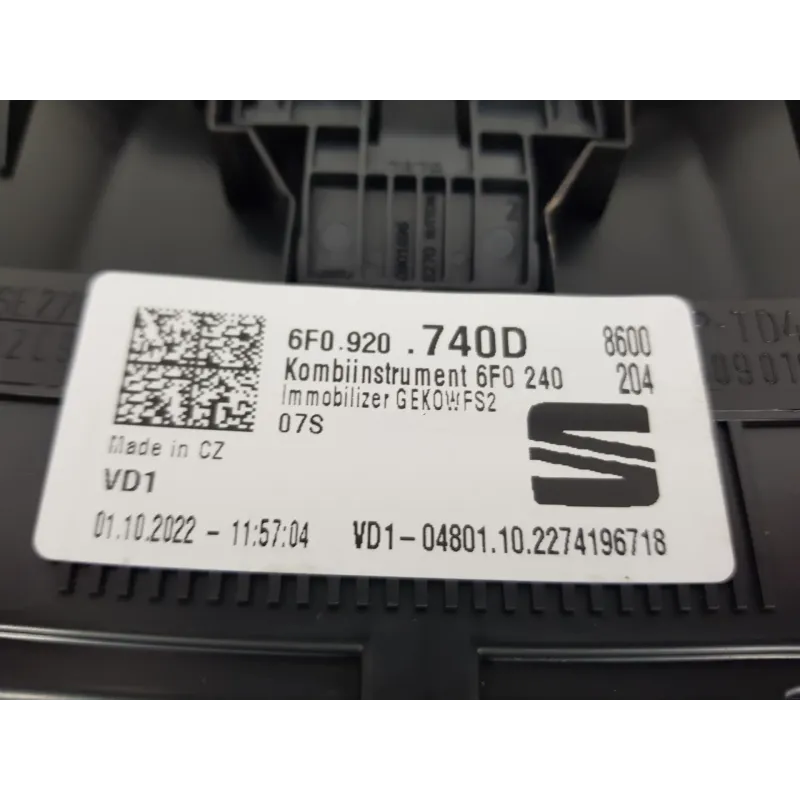 6F0.920 .740D 8600
Kombiinstrument 6F0 240 204
Immobilizer GEKOWFS2
07S
Made in CZ
VD1
01.10.2022 - 11:57:04 VD1-04801.10.2274196718